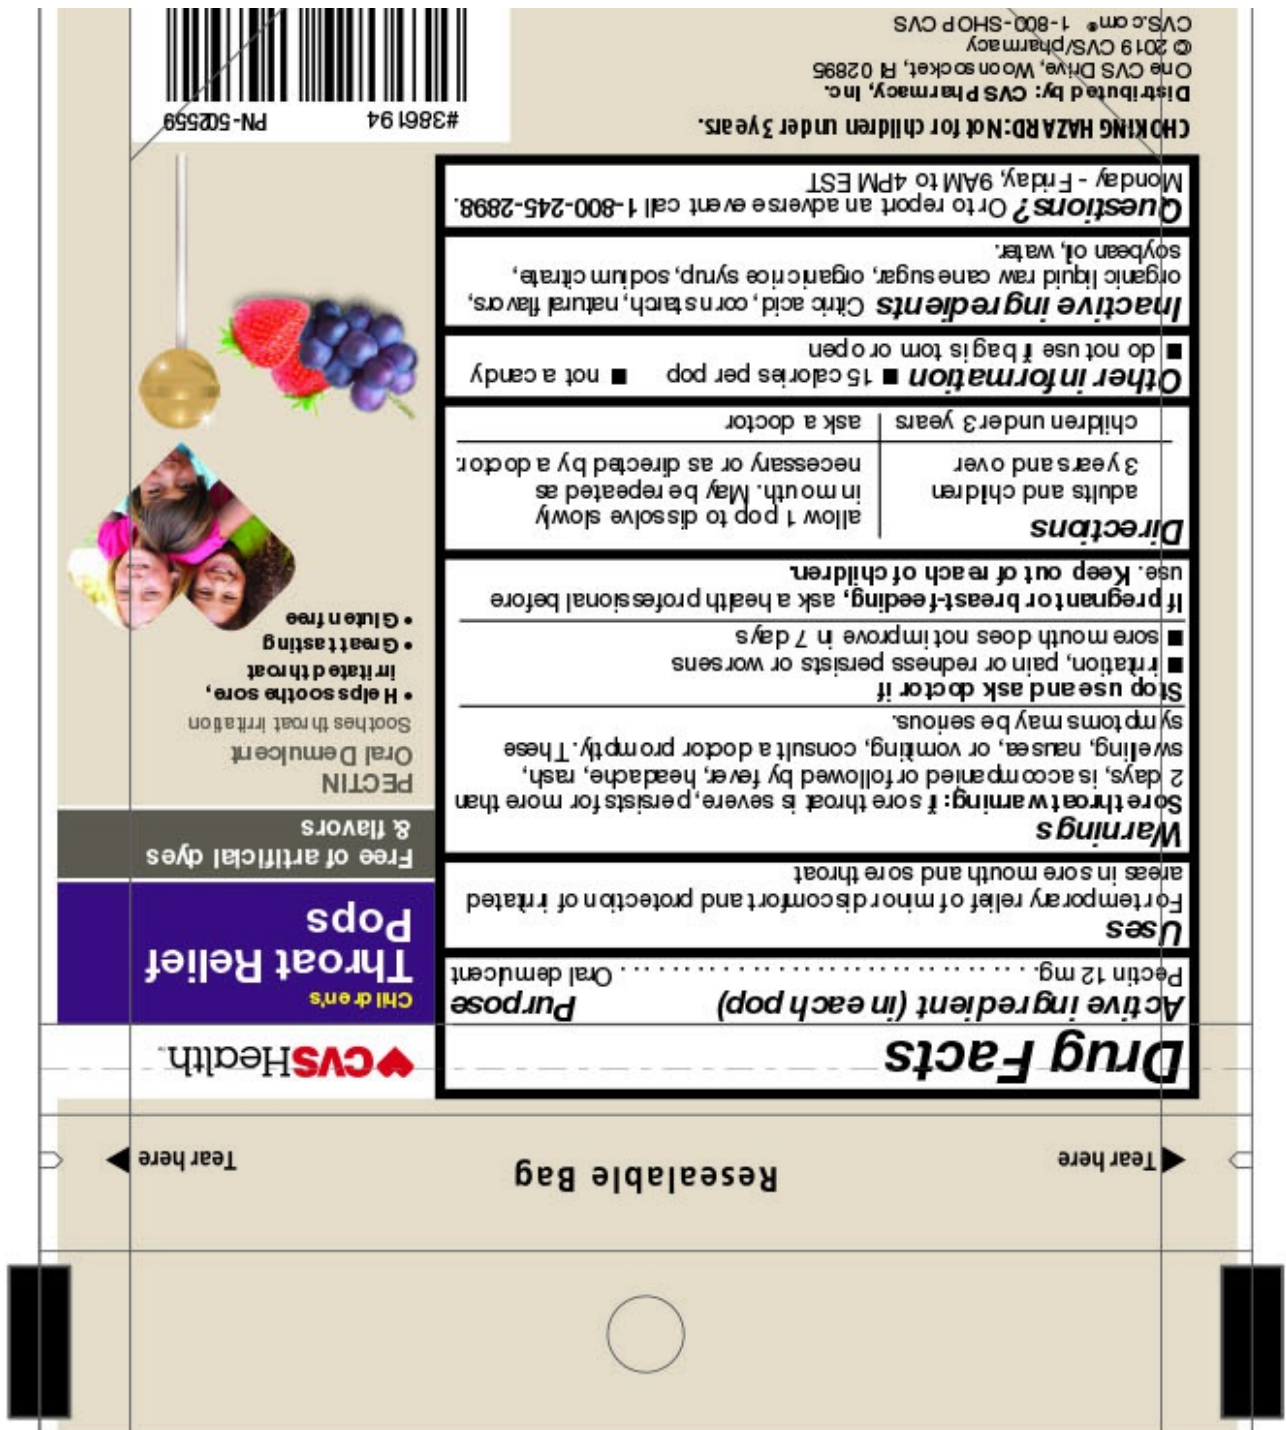 Resealable Bag
Tear here
Tear here
Drug Facts
Active ingredient (in each pop) Purpose
Pectin 12 mg. . . . . . . . . . . . . . . . . . . . . . . . . . . . . . . . . . Oral demulcent
Uses
For temporary relief of minor discomfort and protection of irritated
areas in sore mouth and sore throat
Warnings
Sore throat warning: if sore throat is severe, persists for more than
2 days, is accompanied or followed by fever, headache, rash,
swelling, nausea, or vomiting, consult a doctor promptly. These
symptoms may be serious.
Stop use and ask doctor if
■ irritation, pain or redness persists or worsens
■ sore mouth does not improve in 7 days
If pregnant or breast-feeding, ask a health professional before
use. Keep out of reach of children.
Directions
adults and children
3 years and over
allow 1 pop to dissolve slowly
in mouth. May be repeated as
necessary or as directed by a doctor.
children under 3 years
ask a doctor
Other information ■ 15 calories per pop ■ not a candy
■ do not use if bag is torn or open
Inactive ingredients Citric acid, corn starch, natural flavors,
organic liquid raw cane sugar, organic rice syrup, sodium citrate,
soybean oil, water.
Questions? Or to report an adverse event call 1-800-245-2898.
Monday - Friday, 9AM to 4PM EST
CHOKING HAZARD: Not for children under 3 years.
Distributed by: CVS Pharmacy, Inc.
One CVS Drive, Woonsocket, RI 02895
© 2019 CVS/pharmacy
CVS.com® 1-800-SHOP CVS
CVSHealth™
Children's
Throat Relief
Pops
Free of artificial dyes
& flavors
PECTIN
Oral Demulcent
Soothes throat irritation
• Helps soothe sore,
irritated throat
• Great tasting
• Gluten free
#386194 PN-502559